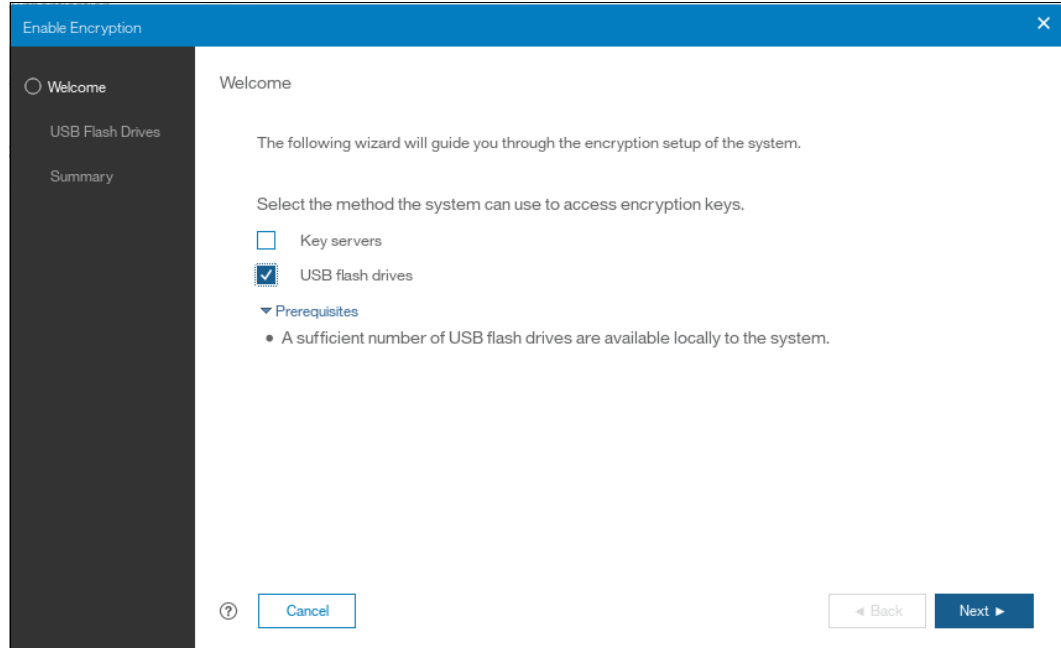 Enable Encryption
Welcome
USB Flash Drives
Summary
Welcome
The following wizard will guide you through the encryption setup of the system.
Select the method the system can use to access encryption keys.
Key servers
USB flash drives
Prerequisites
• A sufficient number of USB flash drives are available locally to the system.
?
Cancel
◄ Back
Next ►